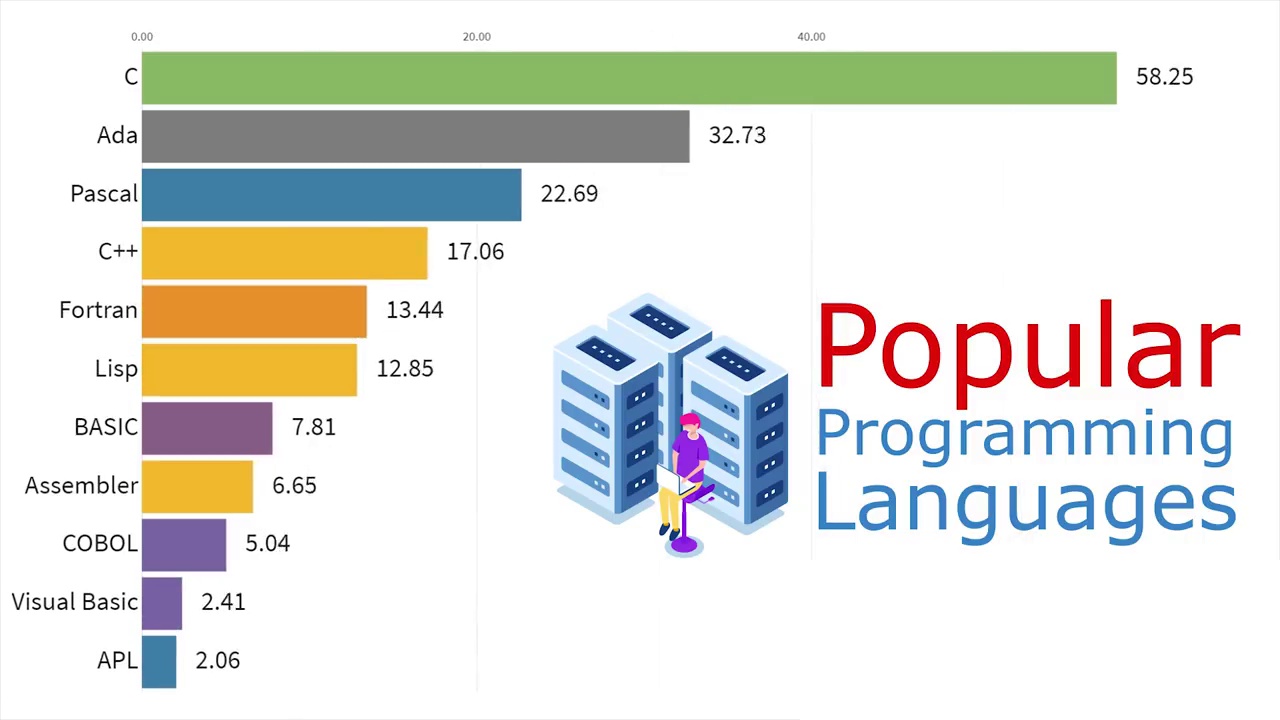 0.00 20.00 40.00
C 58.25
Ada 32.73
Pascal 22.69
C++ 17.06
Fortran 13.44
Lisp 12.85
BASIC 7.81
Assembler 6.65
COBOL 5.04
Visual Basic 2.41
APL 2.06
Popular
Programming
Languages